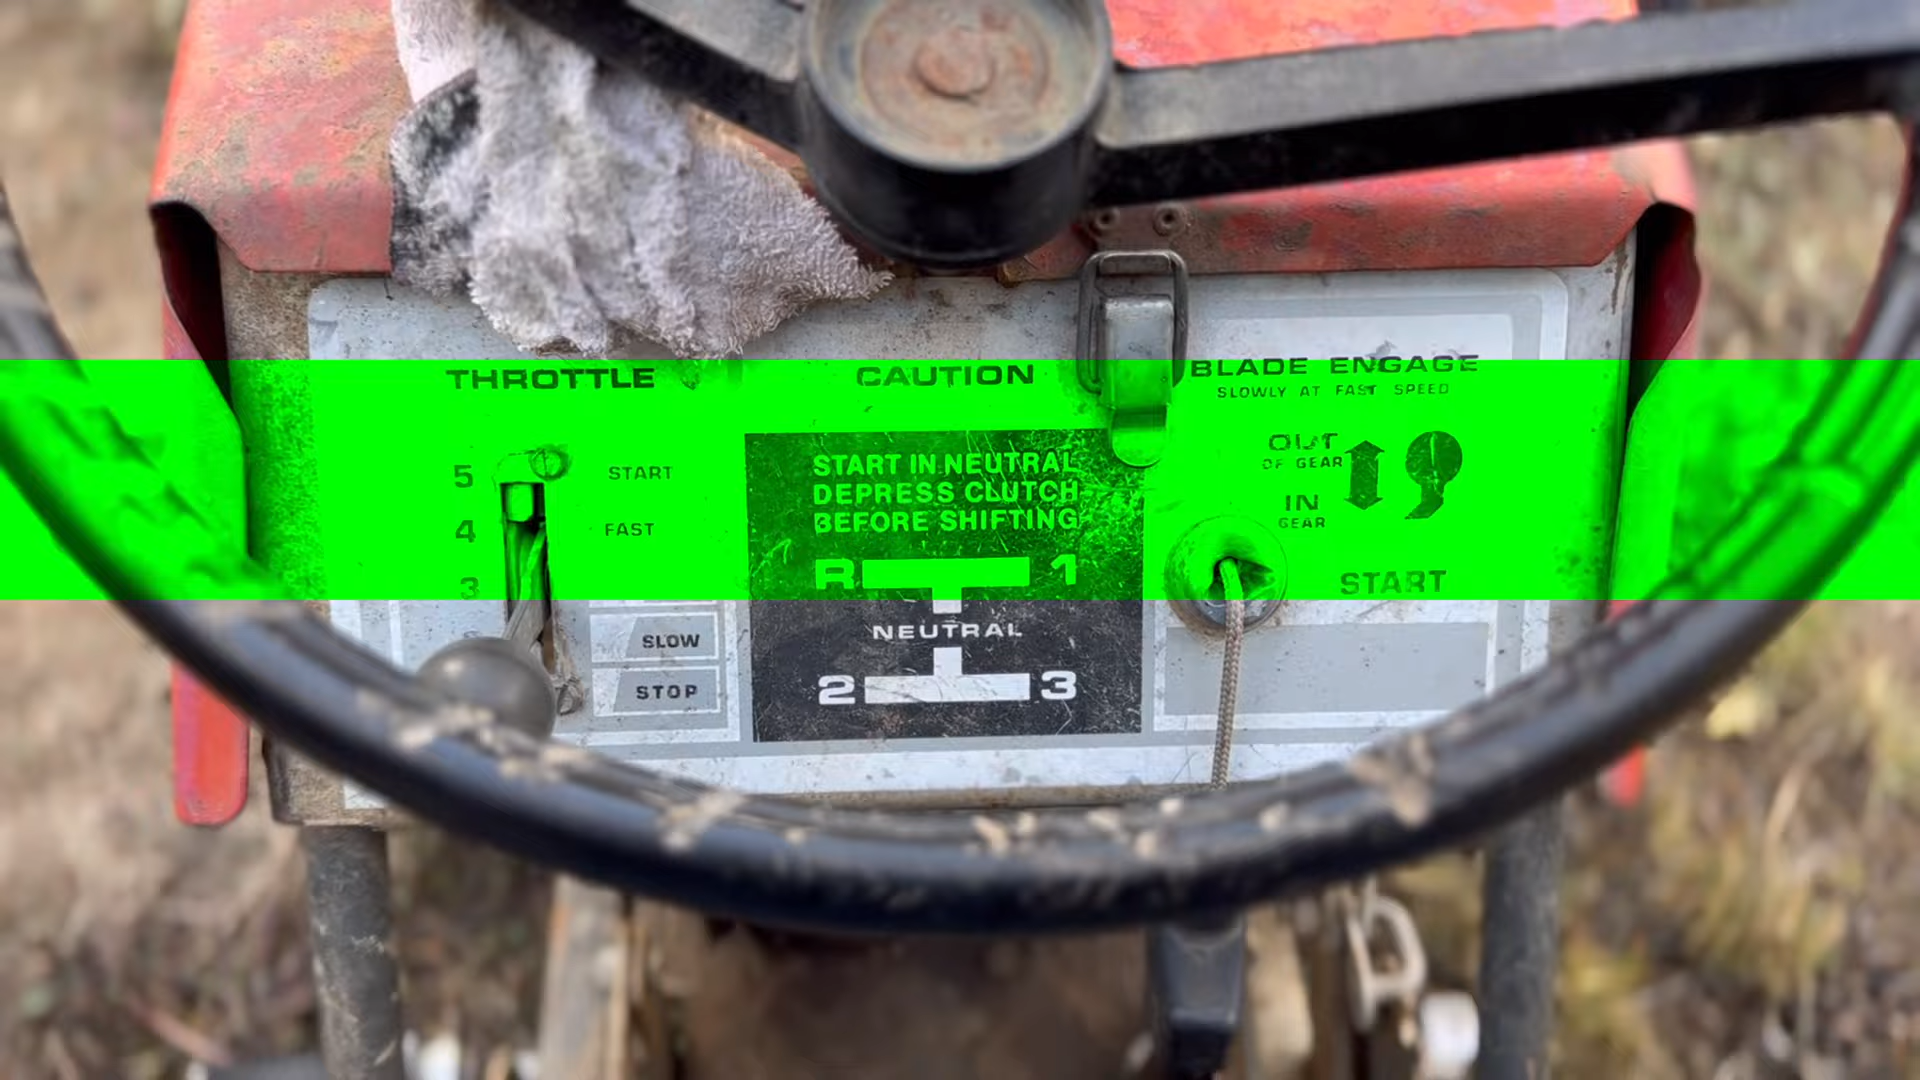 THROTTLE
5 START
4 FAST
3
SLOW
STOP
CAUTION
START IN NEUTRAL
DEPRESS CLUTCH
BEFORE SHIFTING
R 1
NEUTRAL
2 3
BLADE ENGAGE
SLOWLY AT FAST SPEED
OUT
OF GEAR
IN
GEAR
START